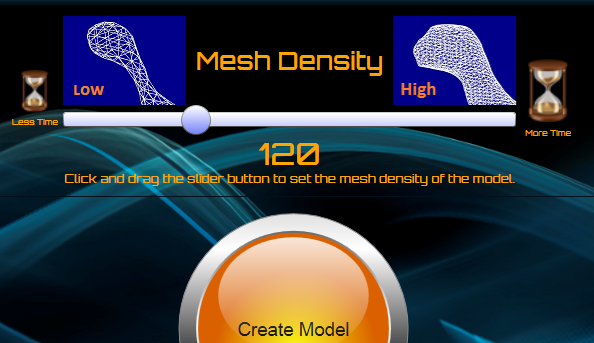 Mesh Density
Low
High
Less Time
More Time
120
Click and drag the slider button to set the mesh density of the model.
Create Model